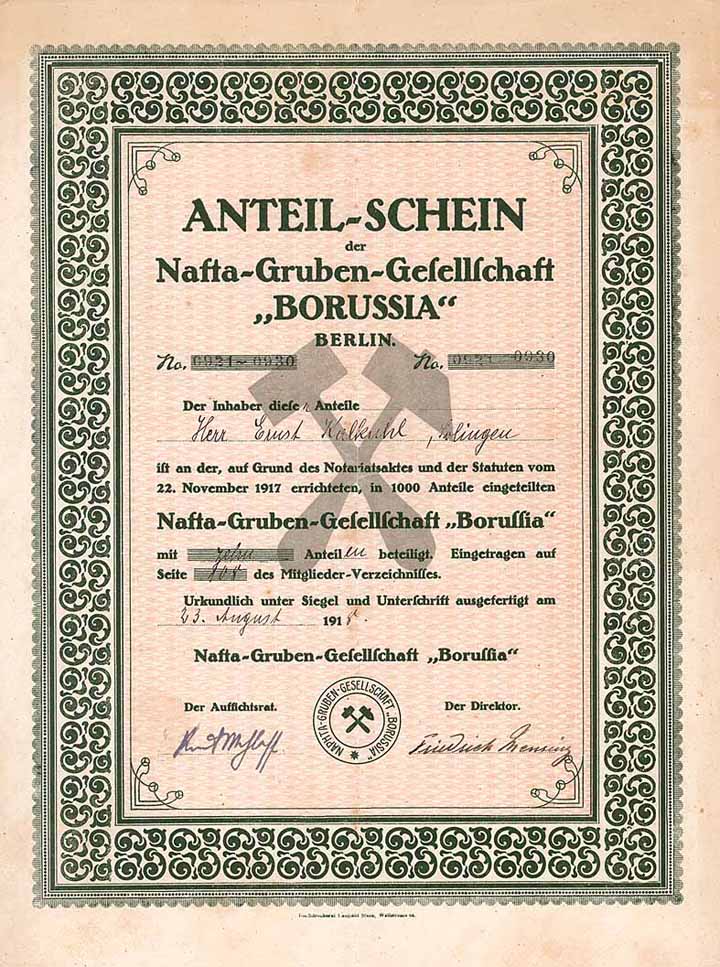 ANTEIL-SCHEIN
der
Nafta-Gruben-Geſellſchaft
„BORUSSIA“
BERLIN.
No. 0921-0930 No. 0921-0930
Der Inhaber dieſer Anteile
Herr Ernst Kalkuhl, Solingen
iſt an der, auf Grund des Notariatsaktes und der Statuten vom
22. November 1917 errichteten, in 1000 Anteile eingeteilten
Nafta-Gruben-Geſellſchaft „Boruſſia“
mit zehn Anteilen beteiligt. Eingetragen auf
Seite 108 des Mitglieder-Verzeichniſſes.
Urkundlich unter Siegel und Unterſchrift ausgefertigt am
23. August 1918.
Nafta-Gruben-Geſellſchaft „Boruſſia“
Der Aufſichtsrat. Der Direktor.
NAPHTA-GRUBEN-GESELLSCHAFT „BORUSSIA“
Friedrich Mensing